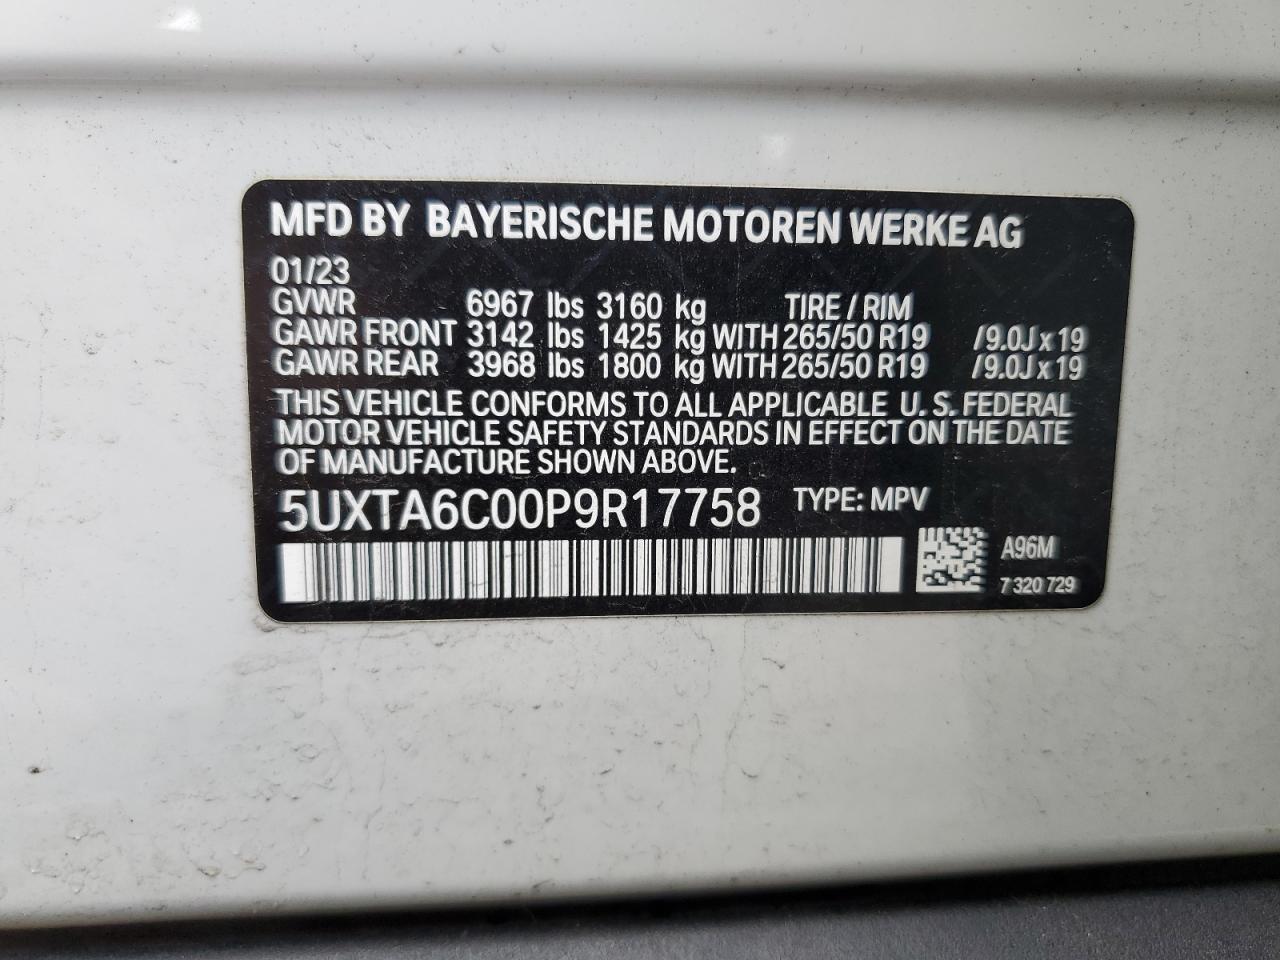 MFD BY BAYERISCHE MOTOREN WERKE AG
01/23
GVWR 6967 lbs 3160 kg TIRE / RIM
GAWR FRONT 3142 lbs 1425 kg WITH 265/50 R19 /9.0J x 19
GAWR REAR 3968 lbs 1800 kg WITH 265/50 R19 /9.0J x 19
THIS VEHICLE CONFORMS TO ALL APPLICABLE U. S. FEDERAL
MOTOR VEHICLE SAFETY STANDARDS IN EFFECT ON THE DATE
OF MANUFACTURE SHOWN ABOVE.
5UXTA6C00P9R17758 TYPE: MPV
A96M
7 320 729